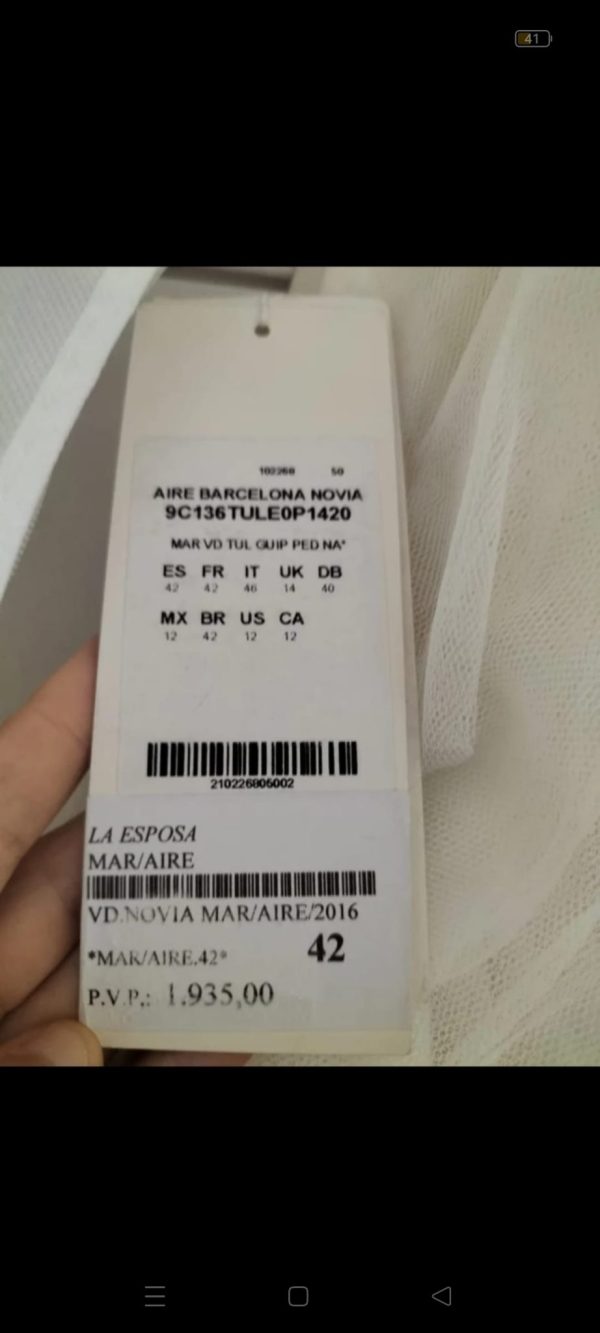 41
102268 50
AIRE BARCELONA NOVIA
9C136TULE0P1420
MAR VD TUL GUIP PED NA*
ES FR IT UK DB
42 42 46 14 40
MX BR US CA
12 42 12 12
210226805002
LA ESPOSA
MAR/AIRE
VD.NOVIA MAR/AIRE/2016
*MAR/AIRE.42* 42
P.V.P.: 1.935,00